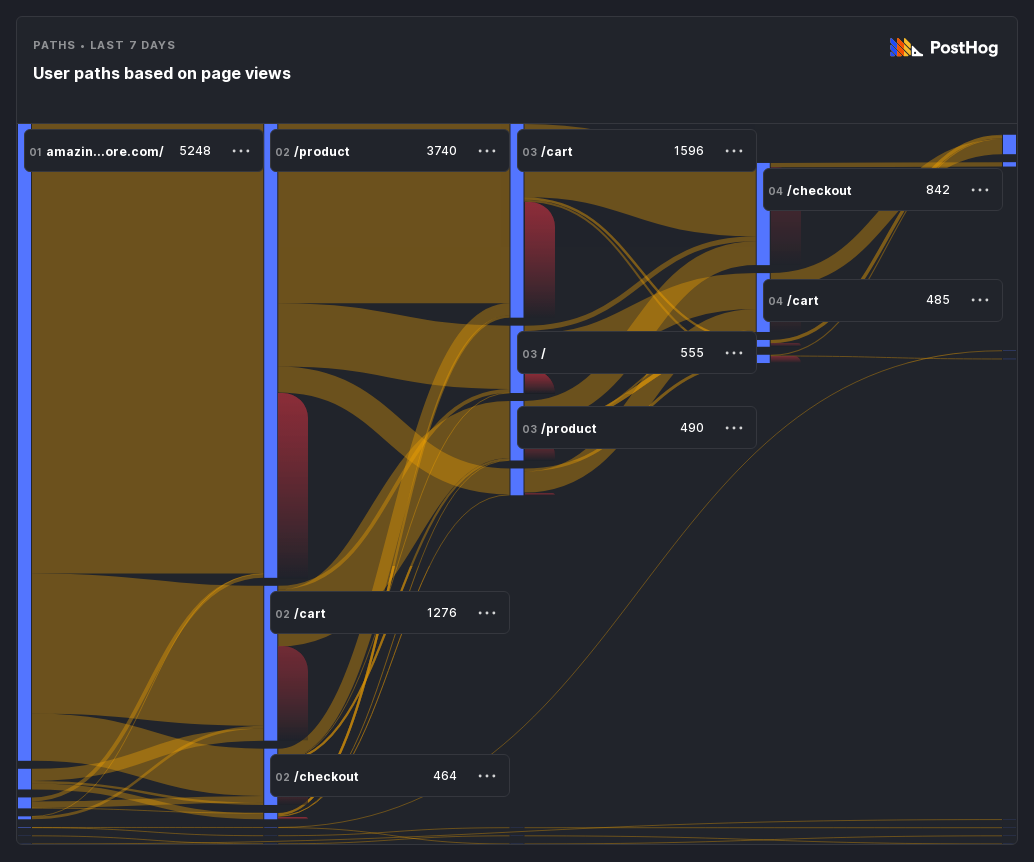 PATHS • LAST 7 DAYS
PostHog
User paths based on page views
01 amazin...ore.com/ 5248 •••
02 /product 3740 •••
03 /cart 1596 •••
04 /checkout 842 •••
04 /cart 485 •••
03 / 555 •••
03 /product 490 •••
02 /cart 1276 •••
02 /checkout 464 •••